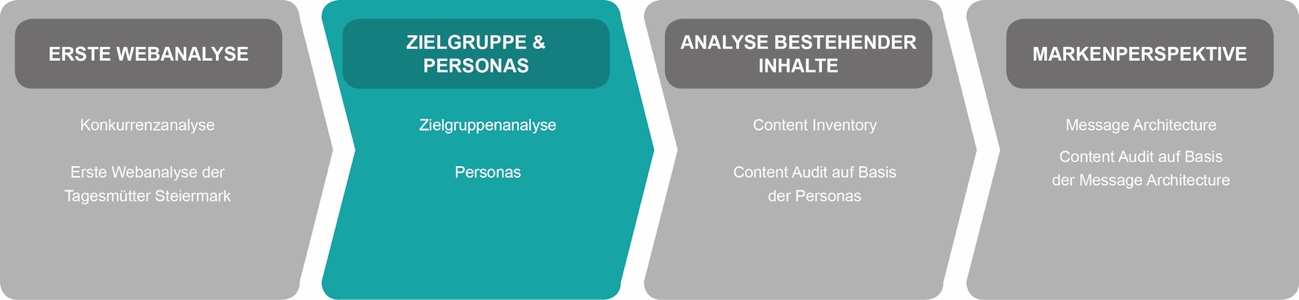 ERSTE WEBANALYSE
Konkurrenzanalyse
Erste Webanalyse der
Tagesmütter Steiermark
ZIELGRUPPE &
PERSONAS
Zielgruppenanalyse
Personas
ANALYSE BESTEHENDER
INHALTE
Content Inventory
Content Audit auf Basis
der Personas
MARKENPERSPEKTIVE
Message Architecture
Content Audit auf Basis
der Message Architecture